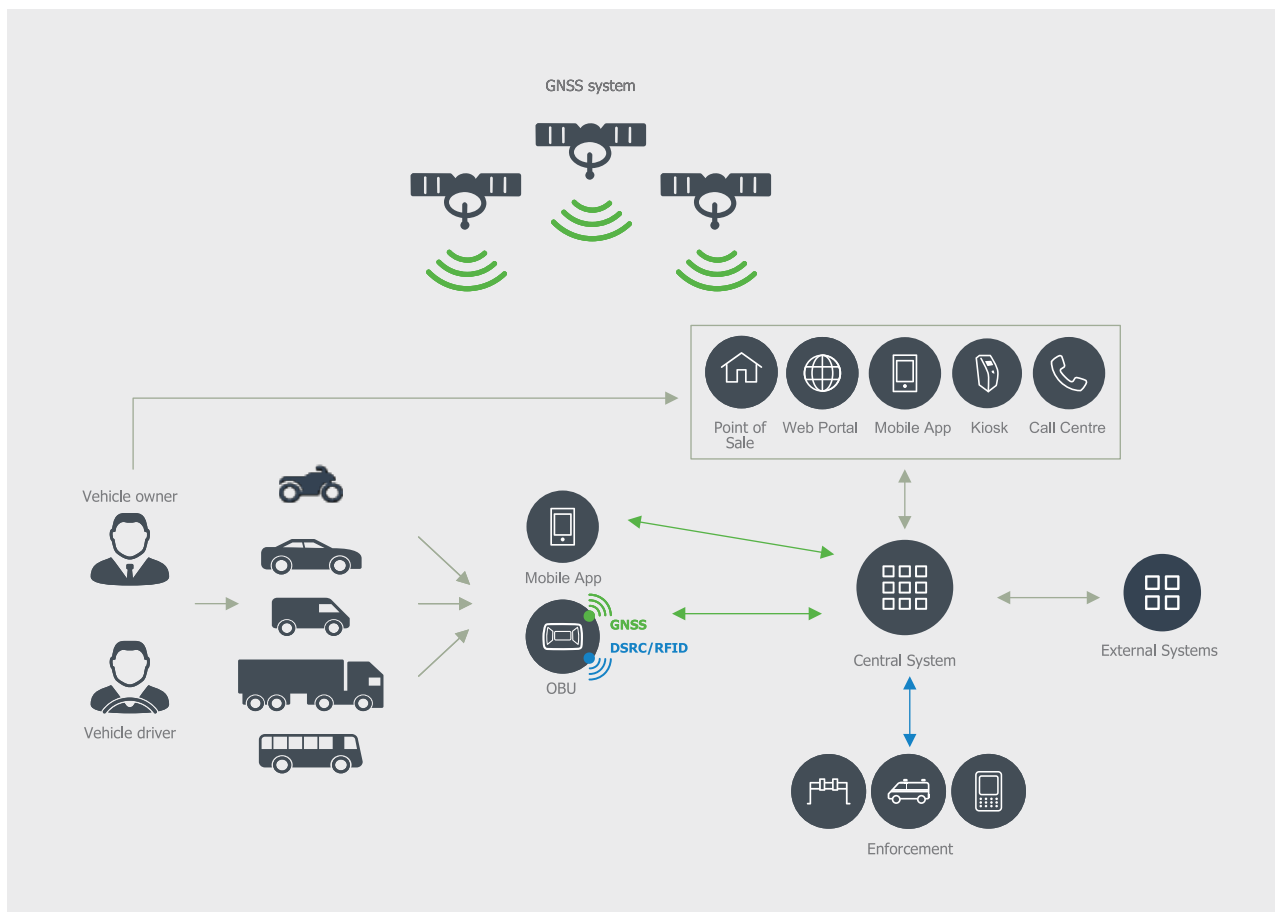 GNSS system
Point of
Sale
Web Portal
Mobile App
Kiosk
Call Centre
Vehicle owner
Mobile App
GNSS
DSRC/RFID
OBU
Central System
External Systems
Vehicle driver
Enforcement